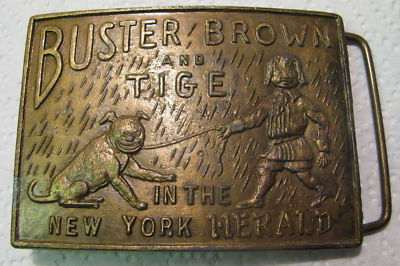 BUSTER BROWN
AND
TIGE
IN THE
NEW YORK HERALD